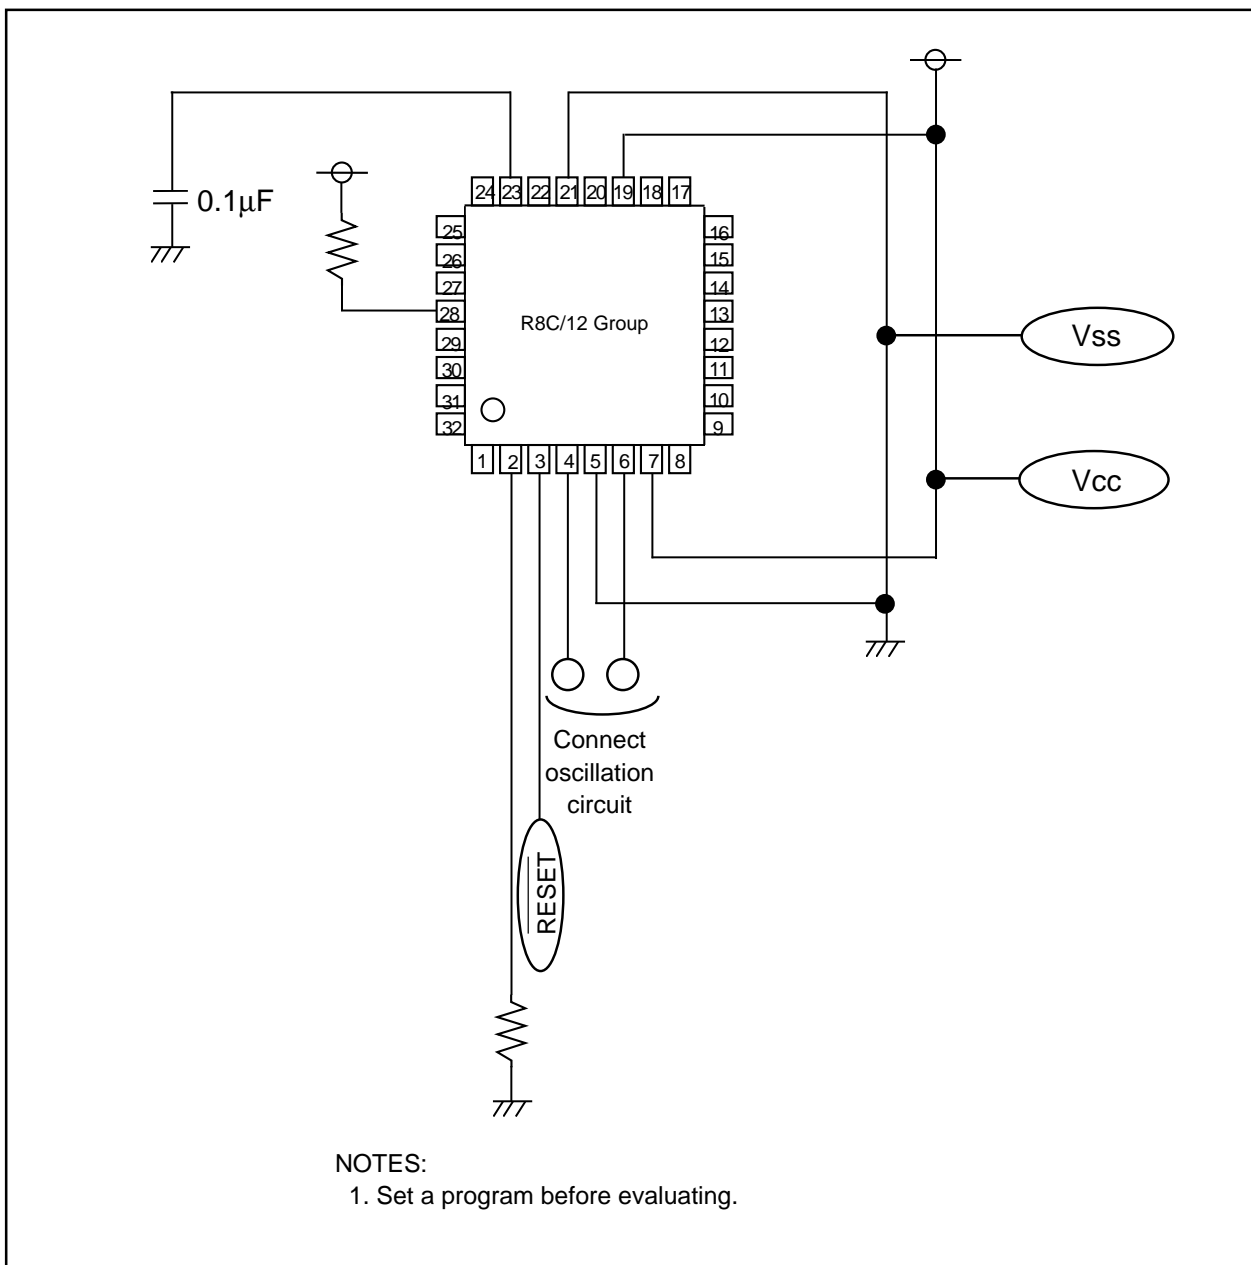 0.1μF
24 23 22 21 20 19 18 17
25
26
27
28
29
30
31
32
16
15
14
13
12
11
10
9
R8C/12 Group
1 2 3 4 5 6 7 8
Vss
Vcc
Connect
oscillation
circuit
RESET
NOTES:
1. Set a program before evaluating.